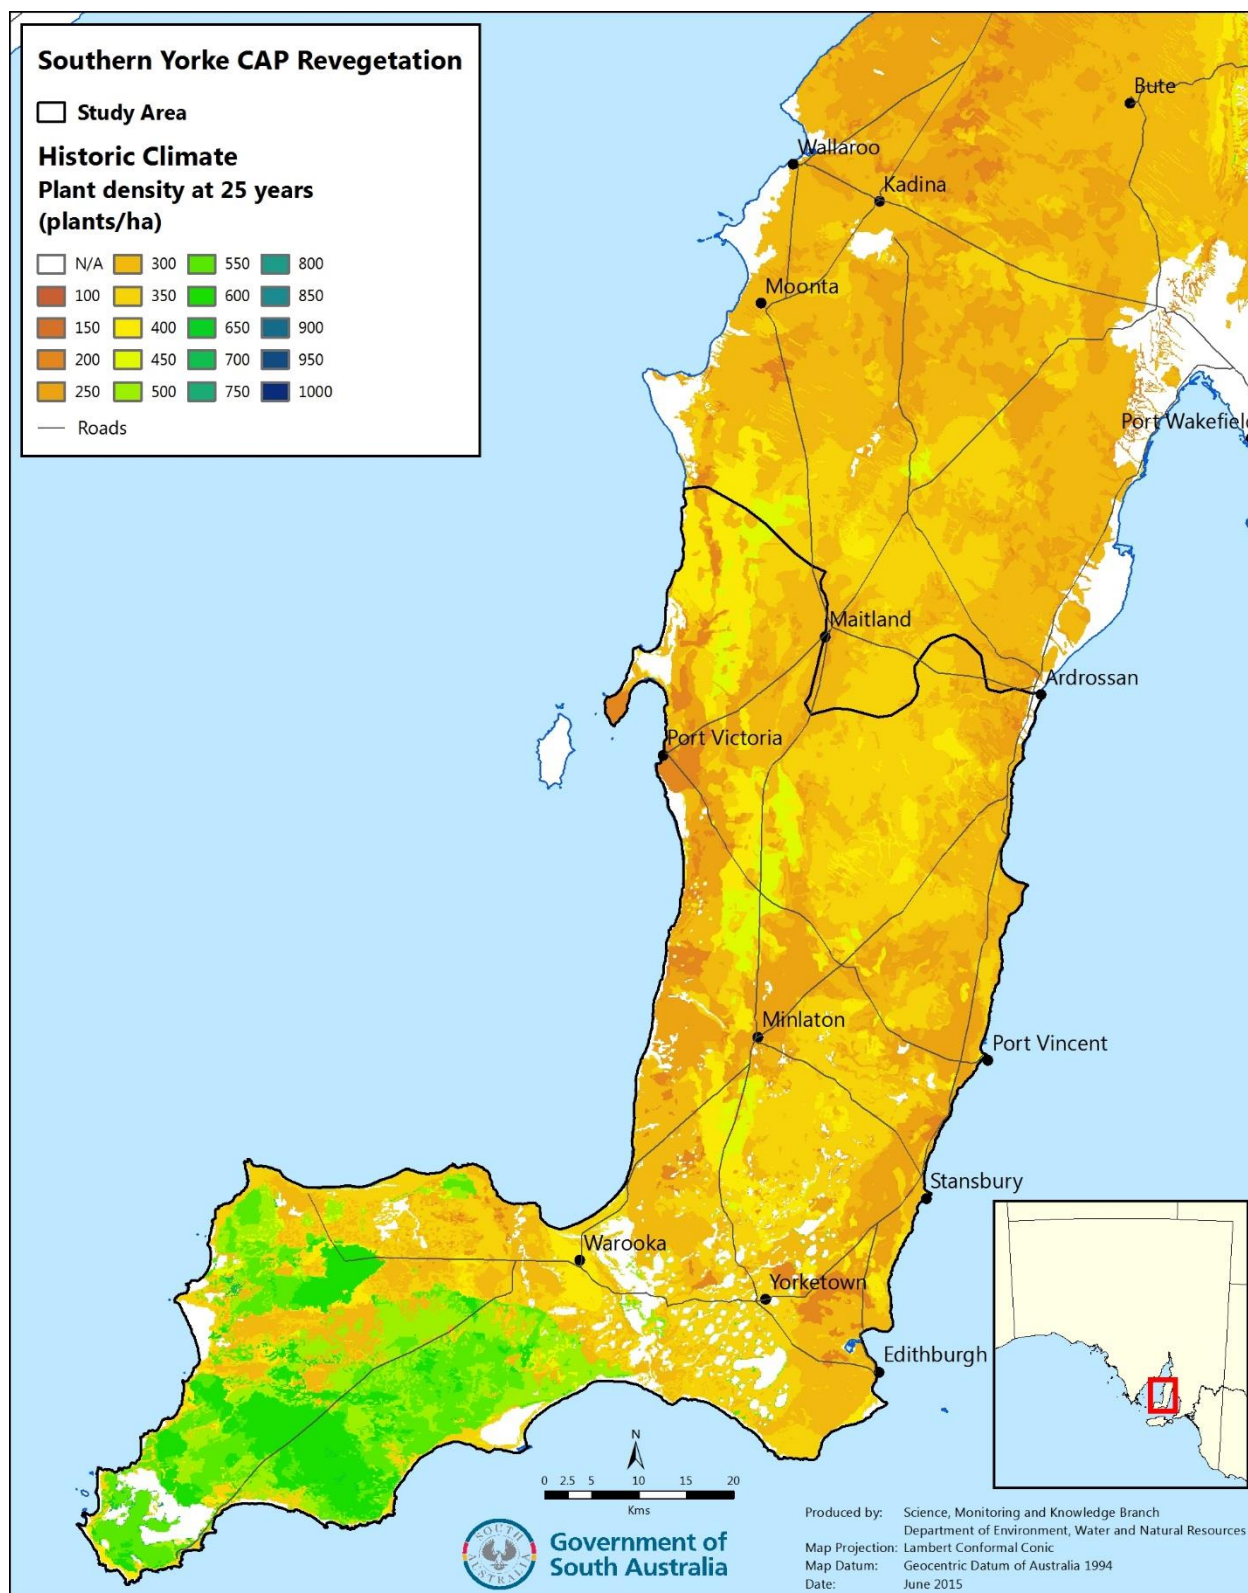 Southern Yorke CAP Revegetation
Study Area
Historic Climate
Plant density at 25 years
(plants/ha)
N/A 300 550 800
100 350 600 850
150 400 650 900
200 450 700 950
250 500 750 1000
Roads
Bute
Wallaroo
Kadina
Moonta
Port Wakefield
Maitland
Ardrossan
Port Victoria
Minlaton
Port Vincent
Stansbury
Warooka
Yorketown
Edithburgh
N
0 2.5 5 10 15 20
Kms
SOUTH AUSTRALIA
Government of
South Australia
Produced by: Science, Monitoring and Knowledge Branch
Department of Environment, Water and Natural Resources
Map Projection: Lambert Conformal Conic
Map Datum: Geocentric Datum of Australia 1994
Date: June 2015